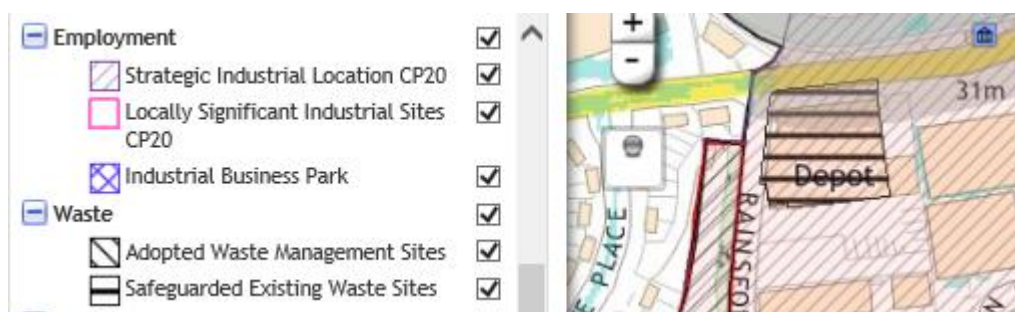 Employment
Strategic Industrial Location CP20
Locally Significant Industrial Sites
CP20
Industrial Business Park
Waste
Adopted Waste Management Sites
Safeguarded Existing Waste Sites
31m
Depot
PLACE
RAINSFO